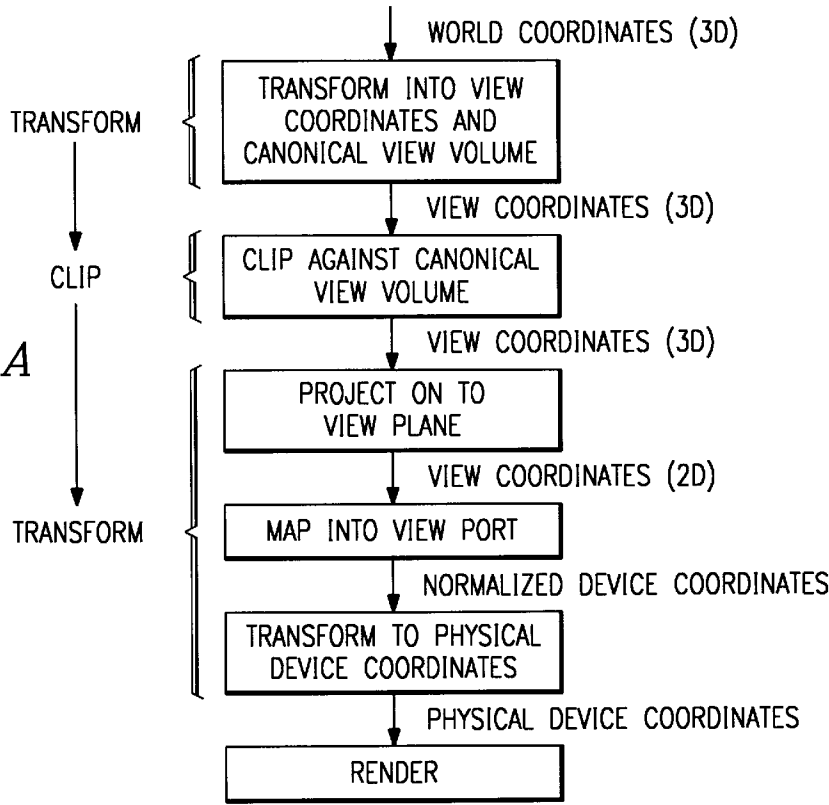 WORLD COORDINATES (3D)
TRANSFORM
TRANSFORM INTO VIEW
COORDINATES AND
CANONICAL VIEW VOLUME
VIEW COORDINATES (3D)
CLIP
CLIP AGAINST CANONICAL
VIEW VOLUME
VIEW COORDINATES (3D)
A
PROJECT ON TO
VIEW PLANE
VIEW COORDINATES (2D)
TRANSFORM
MAP INTO VIEW PORT
NORMALIZED DEVICE COORDINATES
TRANSFORM TO PHYSICAL
DEVICE COORDINATES
PHYSICAL DEVICE COORDINATES
RENDER